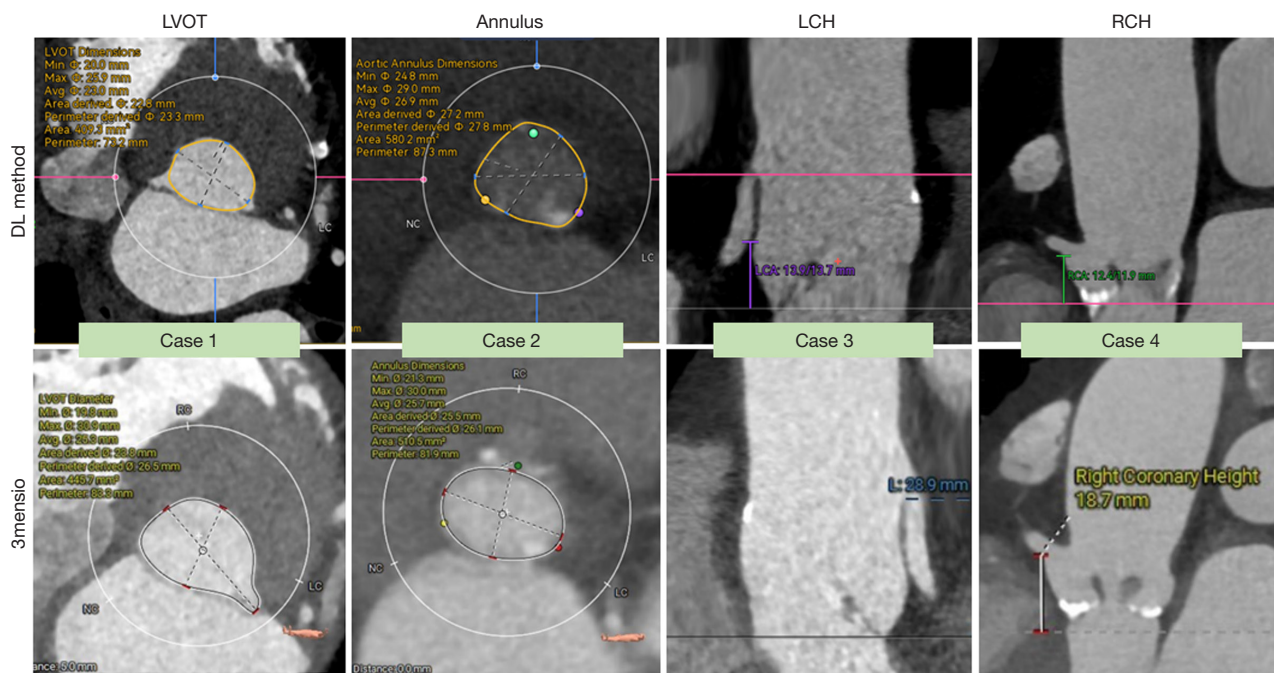 LVOT
Annulus
LCH
RCH
DL method
LVOT Dimensions
Min Φ: 20.0 mm
Max Φ: 25.9 mm
Avg. Φ: 23.0 mm
Area derived Φ: 22.8 mm
Perimeter derived Φ 23.3 mm
Area: 409.3 mm²
Perimeter: 73.2 mm
LC
Aortic Annulus Dimensions
Min Φ 24.8 mm
Max Φ 29.0 mm
Avg Φ 26.9 mm
Area derived Φ 27.2 mm
Perimeter derived Φ 27.8 mm
Area 580.2 mm²
Perimeter 87.3 mm
NC
LC
LCA: 13.9/13.7 mm
RCA: 12.4/11.9 mm
Case 1
Case 2
Case 3
Case 4
3mensio
LVOT Diameter
Min. Ø:
Max. Ø: 30.9 mm
Avg. Ø:
Area derived Ø: 23.8 mm
Perimeter derived Ø: 26.5 mm
Area: 445.7 mm²
Perimeter: 83.3 mm
RC
NC
LC
ance: 5.0 mm
Annulus Dimensions
Min Ø: 21.3 mm
Max. Ø: 30.0 mm
Avg. Ø: 25.7 mm
Area derived Ø: 25.5 mm
Perimeter derived Ø: 26.1 mm
Area: 510.5 mm²
Perimeter: 81.9 mm
RC
NC
LC
Distance: 0.0 mm
L: 28.9 mm
Right Coronary Height
18.7 mm